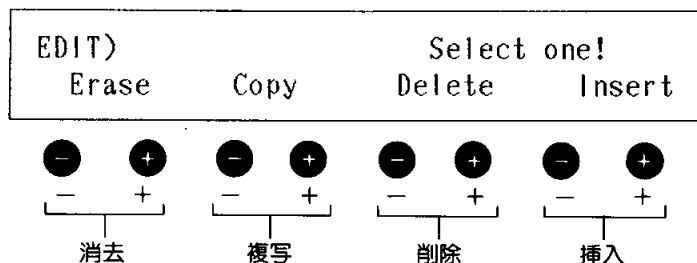 EDIT) Select one!
Erase Copy Delete Insert
− + − + − + − +
− + − + − + − +
消去 複写 削除 挿入